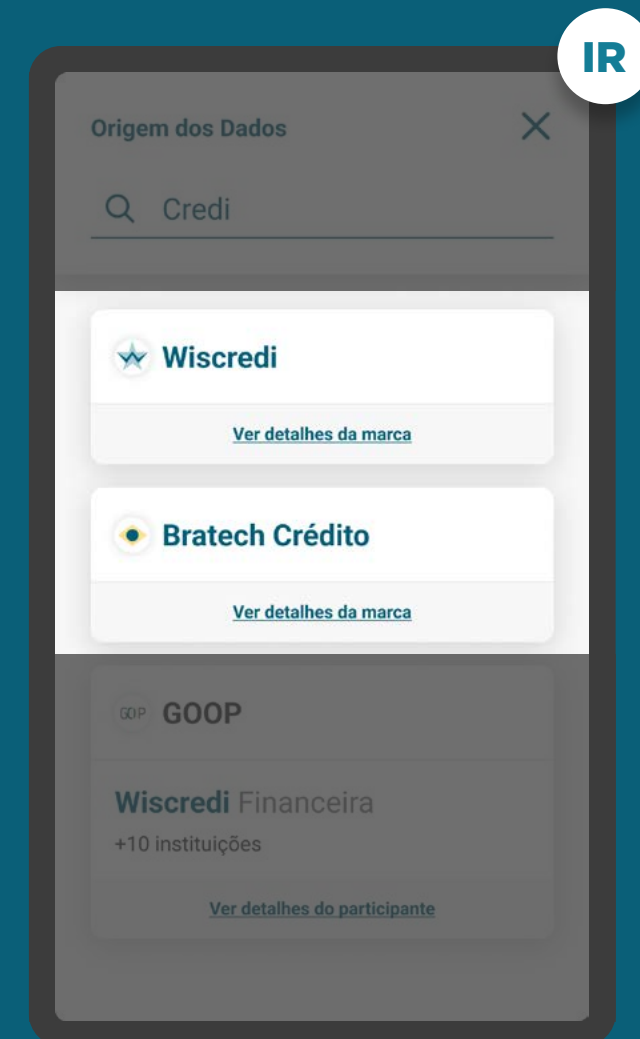 IR
Origem dos Dados
Credi
Wiscredi
Ver detalhes da marca
Bratech Crédito
Ver detalhes da marca
GOOP
GOOP
Wiscredi Financeira
+10 instituições
Ver detalhes do participante